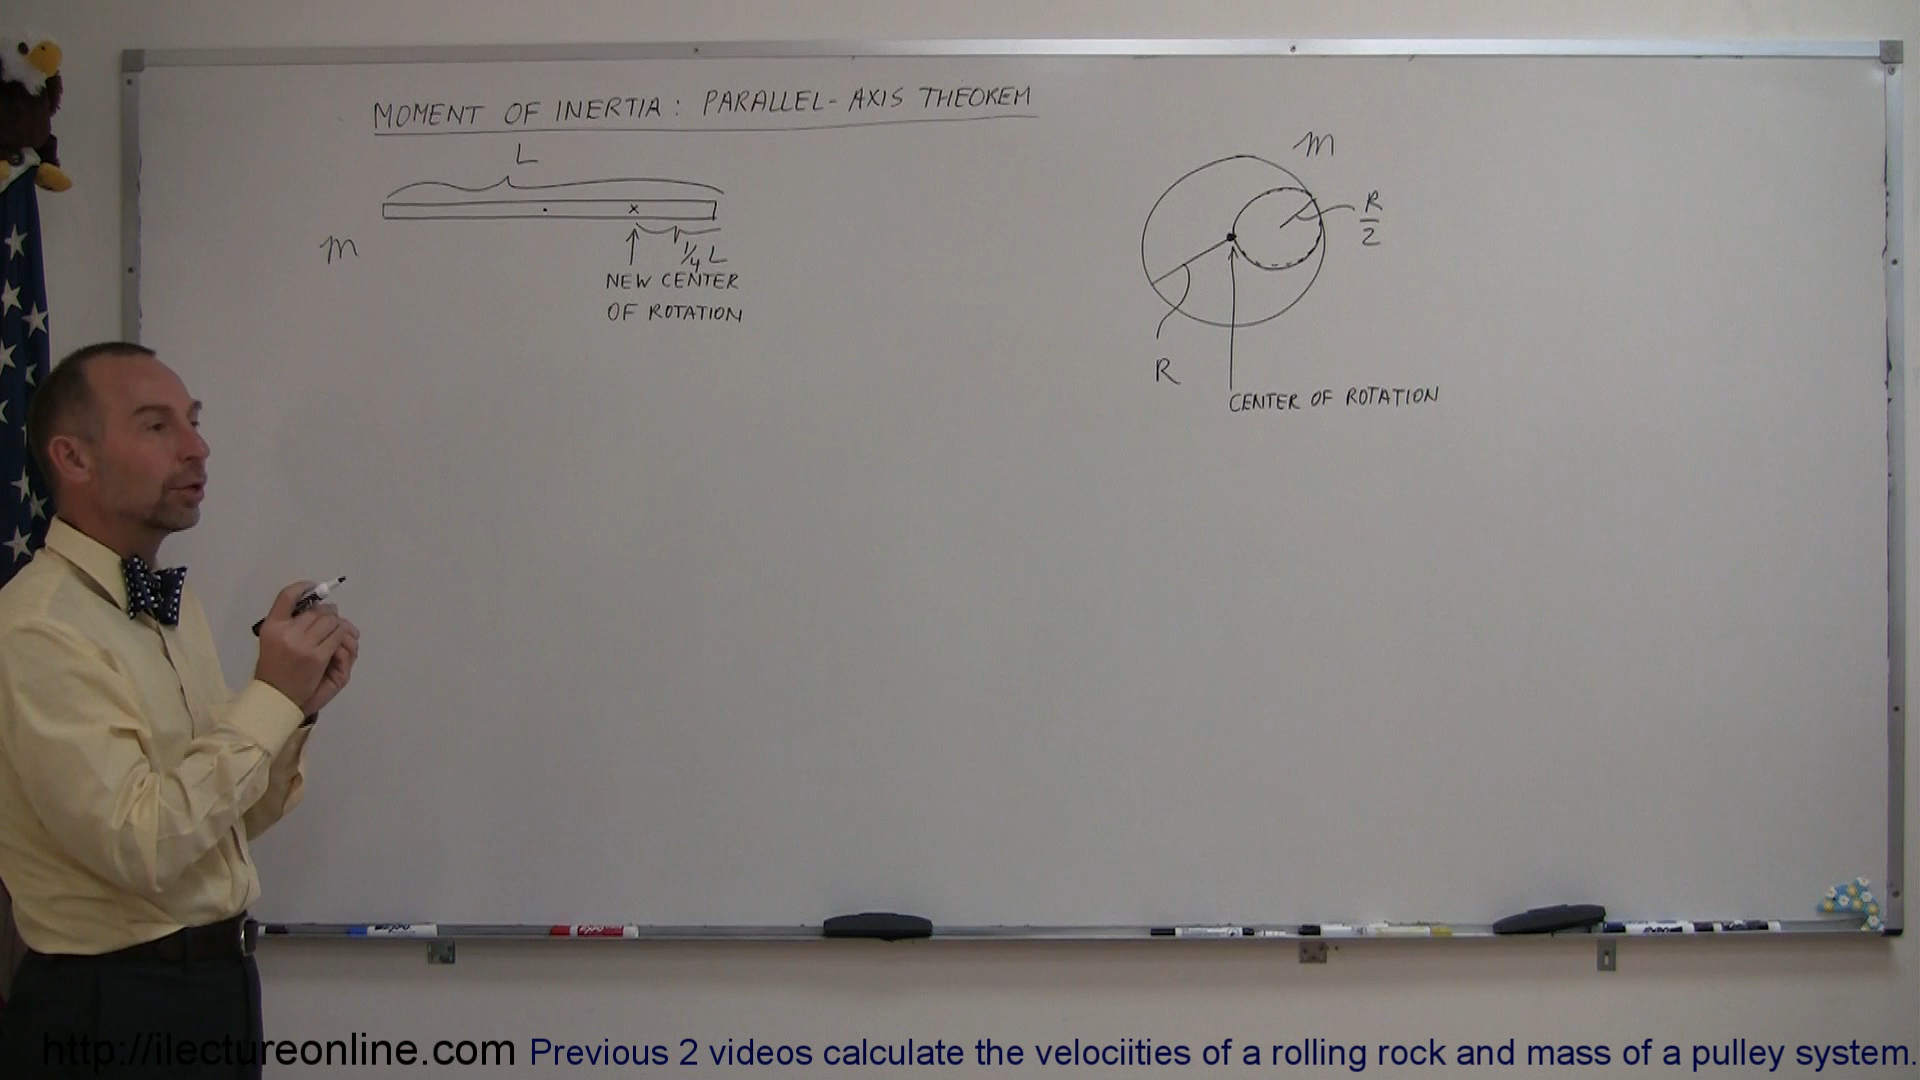 MOMENT OF INERTIA: PARALLEL-AXIS THEOREM
L
m
1/4 L
NEW CENTER
OF ROTATION
m
R/2
R
CENTER OF ROTATION
http://ilectureonline.com Previous 2 videos calculate the velociities of a rolling rock and mass of a pulley system.